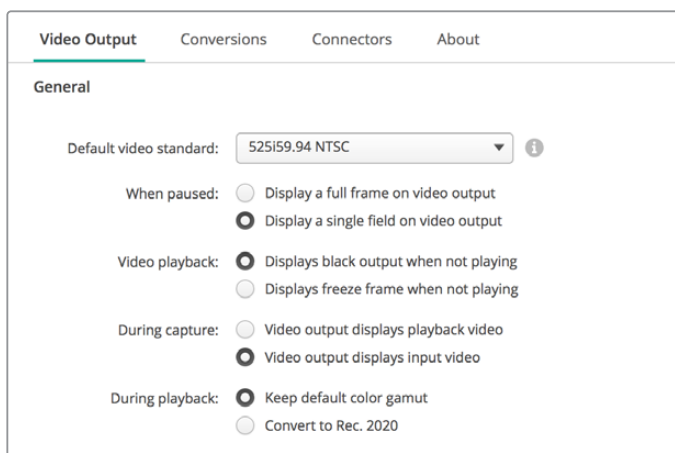 Video Output Conversions Connectors About
General
Default video standard: 525i59.94 NTSC
When paused: Display a full frame on video output
Display a single field on video output
Video playback: Displays black output when not playing
Displays freeze frame when not playing
During capture: Video output displays playback video
Video output displays input video
During playback: Keep default color gamut
Convert to Rec. 2020